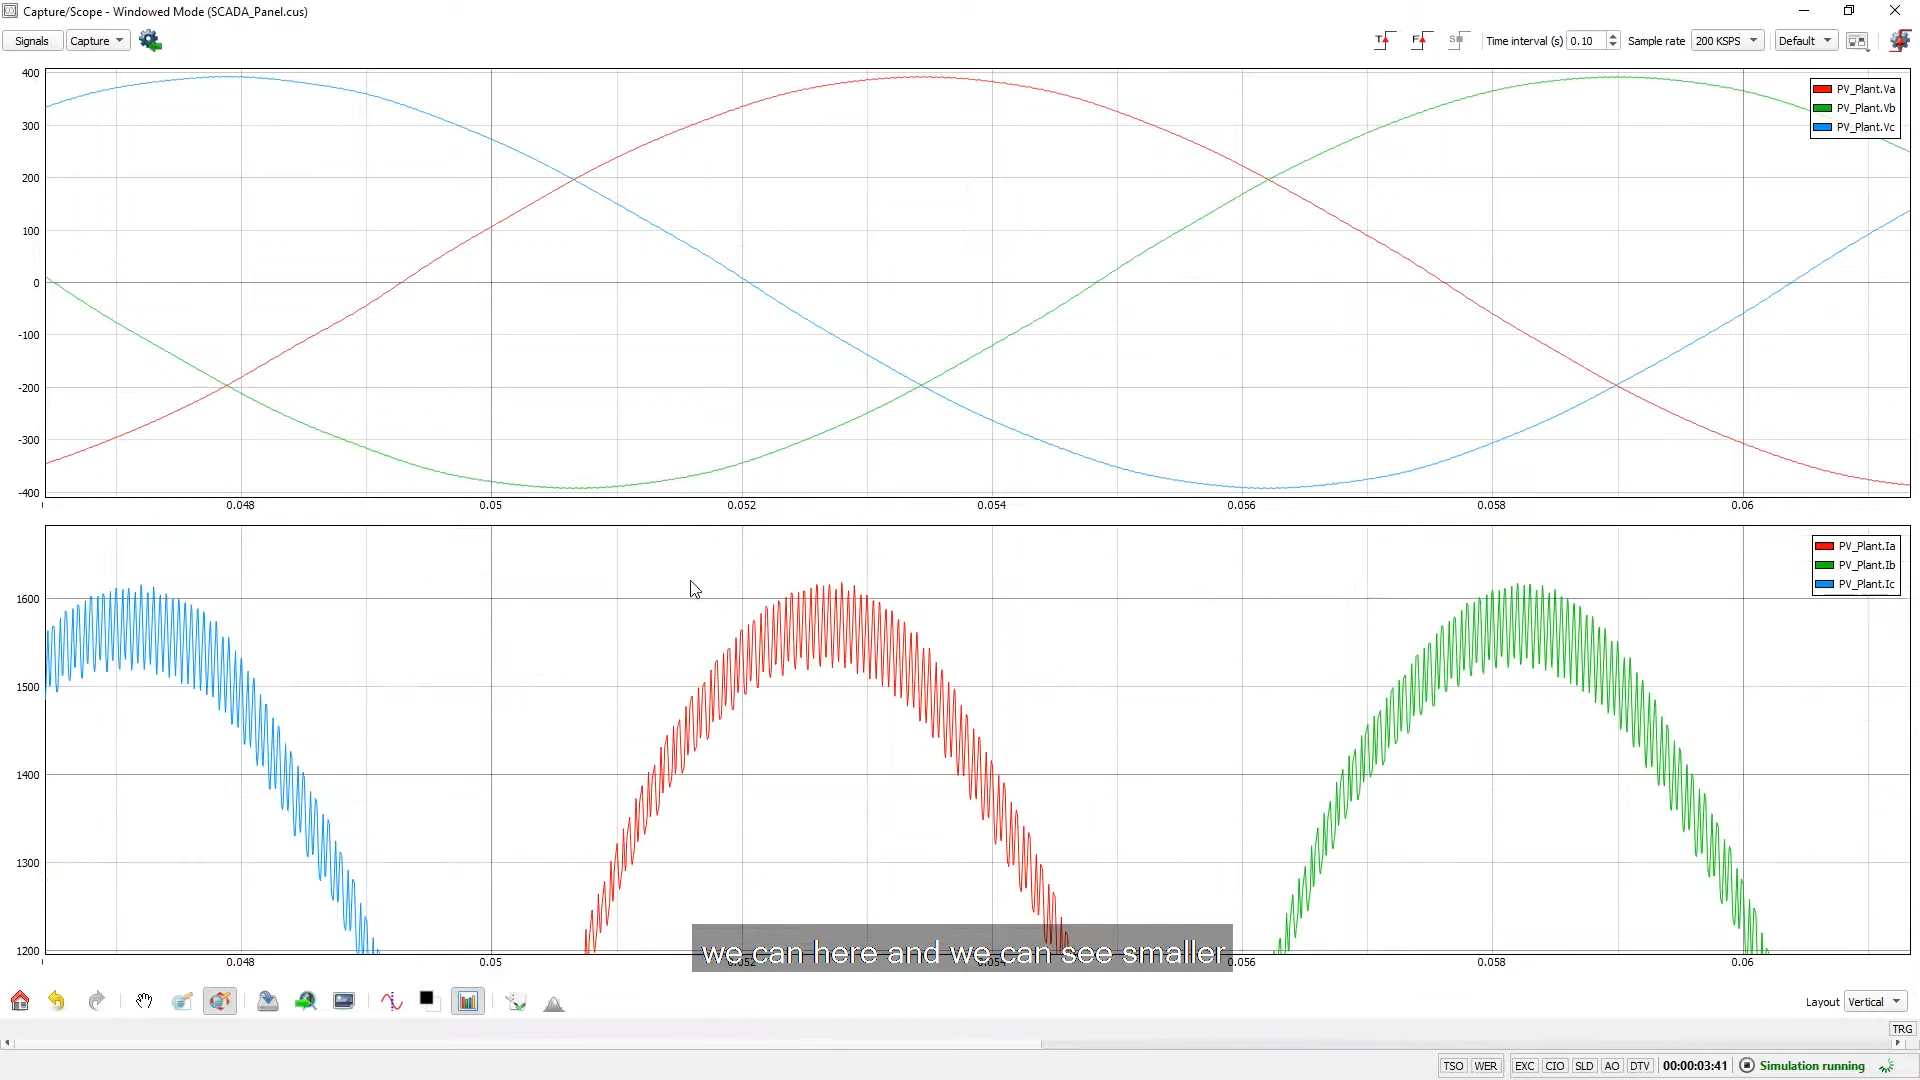 Capture/Scope - Windowed Mode (SCADA_Panel.cus)
Signals Capture Time interval (s) 0.10 Sample rate 200 KSPS Default
400
300
200
100
0
-100
-200
-300
-400
PV_Plant.Va
PV_Plant.Vb
PV_Plant.Vc
0.048 0.05 0.052 0.054 0.056 0.058 0.06
1600
1500
1400
1300
1200
PV_Plant.Ia
PV_Plant.Ib
PV_Plant.Ic
0.048 0.05 0.056 0.058 0.06
we can here and we can see smaller
Layout Vertical
TRG
TSO WER EXC CIO SLD AO DTV 00:00:03:41 Simulation running